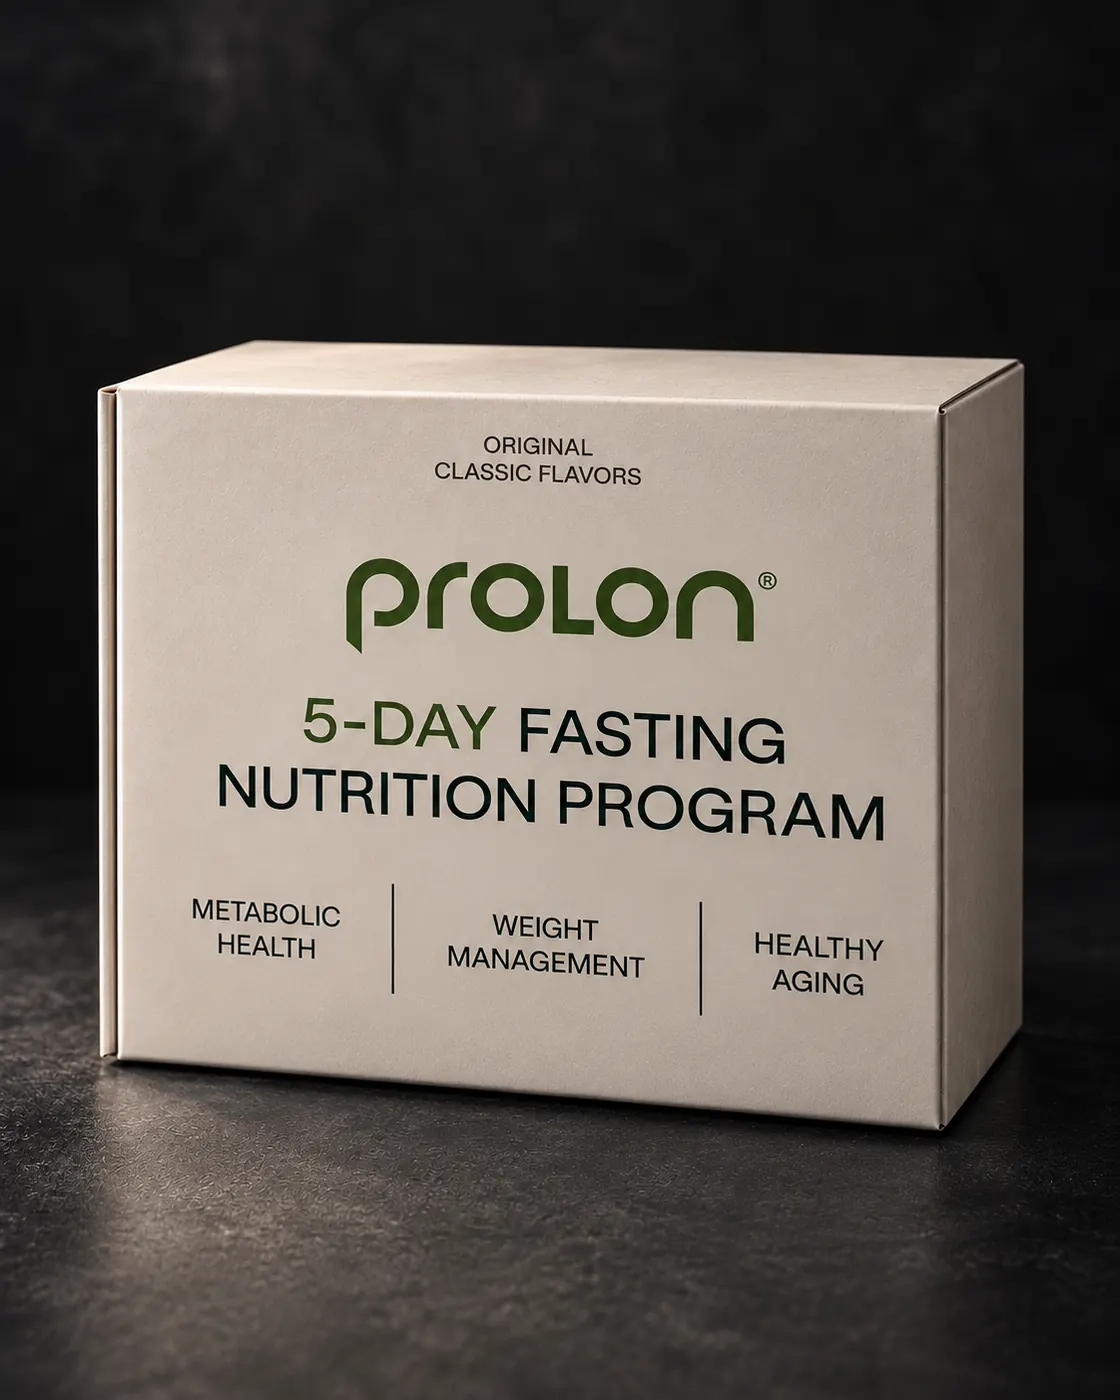 ORIGINAL
CLASSIC FLAVORS
PROLON®
5-DAY FASTING
NUTRITION PROGRAM
METABOLIC
HEALTH
WEIGHT
MANAGEMENT
HEALTHY
AGING